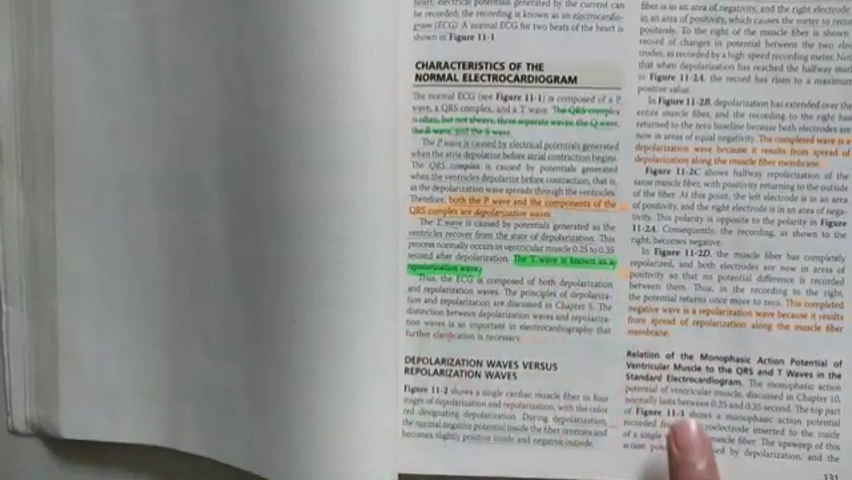 heart, electrical potentials generated by the current can
be recorded; the recording is known as an electrocardio-
gram (ECG). A normal ECG for two beats of the heart is
shown in Figure 11-1
CHARACTERISTICS OF THE
NORMAL ELECTROCARDIOGRAM
The normal ECG (see Figure 11-1) is composed of a P
wave, a QRS complex, and a T wave. The QRS complex
is often, but not always, three separate waves: the Q wave,
the R wave, and the S wave.
The P wave is caused by electrical potentials generated
when the atria depolarize before atrial contraction begins.
The QRS complex is caused by potentials generated
when the ventricles depolarize before contraction, that is,
as the depolarization wave spreads through the ventricles.
Therefore, both the P wave and the components of the
QRS complex are depolarization waves
The T wave is caused by potentials generated as the
ventricles recover from the state of depolarization. This
process normally occurs in ventricular muscle 0.25 to 0.35
second after depolarization. The T wave is known as a
repolarization wave
Thus, the ECG is composed of both depolarization
and repolarization waves. The principles of depolariza-
tion and repolarization are discussed in Chapter 5. The
distinction between depolarization waves and repolariza-
tion waves is so important in electrocardiography that
further clarification is necessary.
DEPOLARIZATION WAVES VERSUS
REPOLARIZATION WAVES
Figure 11-2 shows a single cardiac muscle fiber in four
stages of depolarization and repolarization, with the color
red designating depolarization. During depolarization,
the normal negative potential inside the fiber reverses and
becomes slightly positive inside and negative outside.
fiber is in an area of negativity, and the right electrode
in an area of positivity, which causes the meter to record
positively. To the right of the muscle fiber is shown
record of changes in potential between the two elec
trodes, as recorded by a high-speed recording meter. Note
that when depolarization has reached the halfway mark
in Figure 11-2A, the record has risen to a maximum
positive value.
In Figure 11-2B, depolarization has extended over the
entire muscle fiber, and the recording to the right has
returned to the zero baseline because both electrodes are
now in areas of equal negativity. The completed wave is a
depolarization wave because it results from spread of
depolarization along the muscle fiber membrane.
Figure 11-2C shows halfway repolarization of the
same muscle fiber, with positivity returning to the outside
of the fiber. At this point, the left electrode is in an area
of positivity, and the right electrode is in an area of nega-
tivity. This polarity is opposite to the polarity in Figure
11-2A. Consequently, the recording, as shown to the
right, becomes negative.
In Figure 11-2D, the muscle fiber has completely
repolarized, and both electrodes are now in areas of
positivity so that no potential difference is recorded
between them. Thus, in the recording to the right,
the potential returns once more to zero. This completed
negative wave is a repolarization wave because it results
from spread of repolarization along the muscle fiber
membrane.
Relation of the Monophasic Action Potential of
Ventricular Muscle to the QRS and T Waves in the
Standard Electrocardiogram. The monophasic action
potential of ventricular muscle, discussed in Chapter 10,
normally lasts between 0.25 and 0.35 second. The top part
of Figure 11-3 shows a monophasic action potential
recorded electrode inserted to the inside
of a single muscle fiber. The upsweep of this
action by depolarization, and the
131